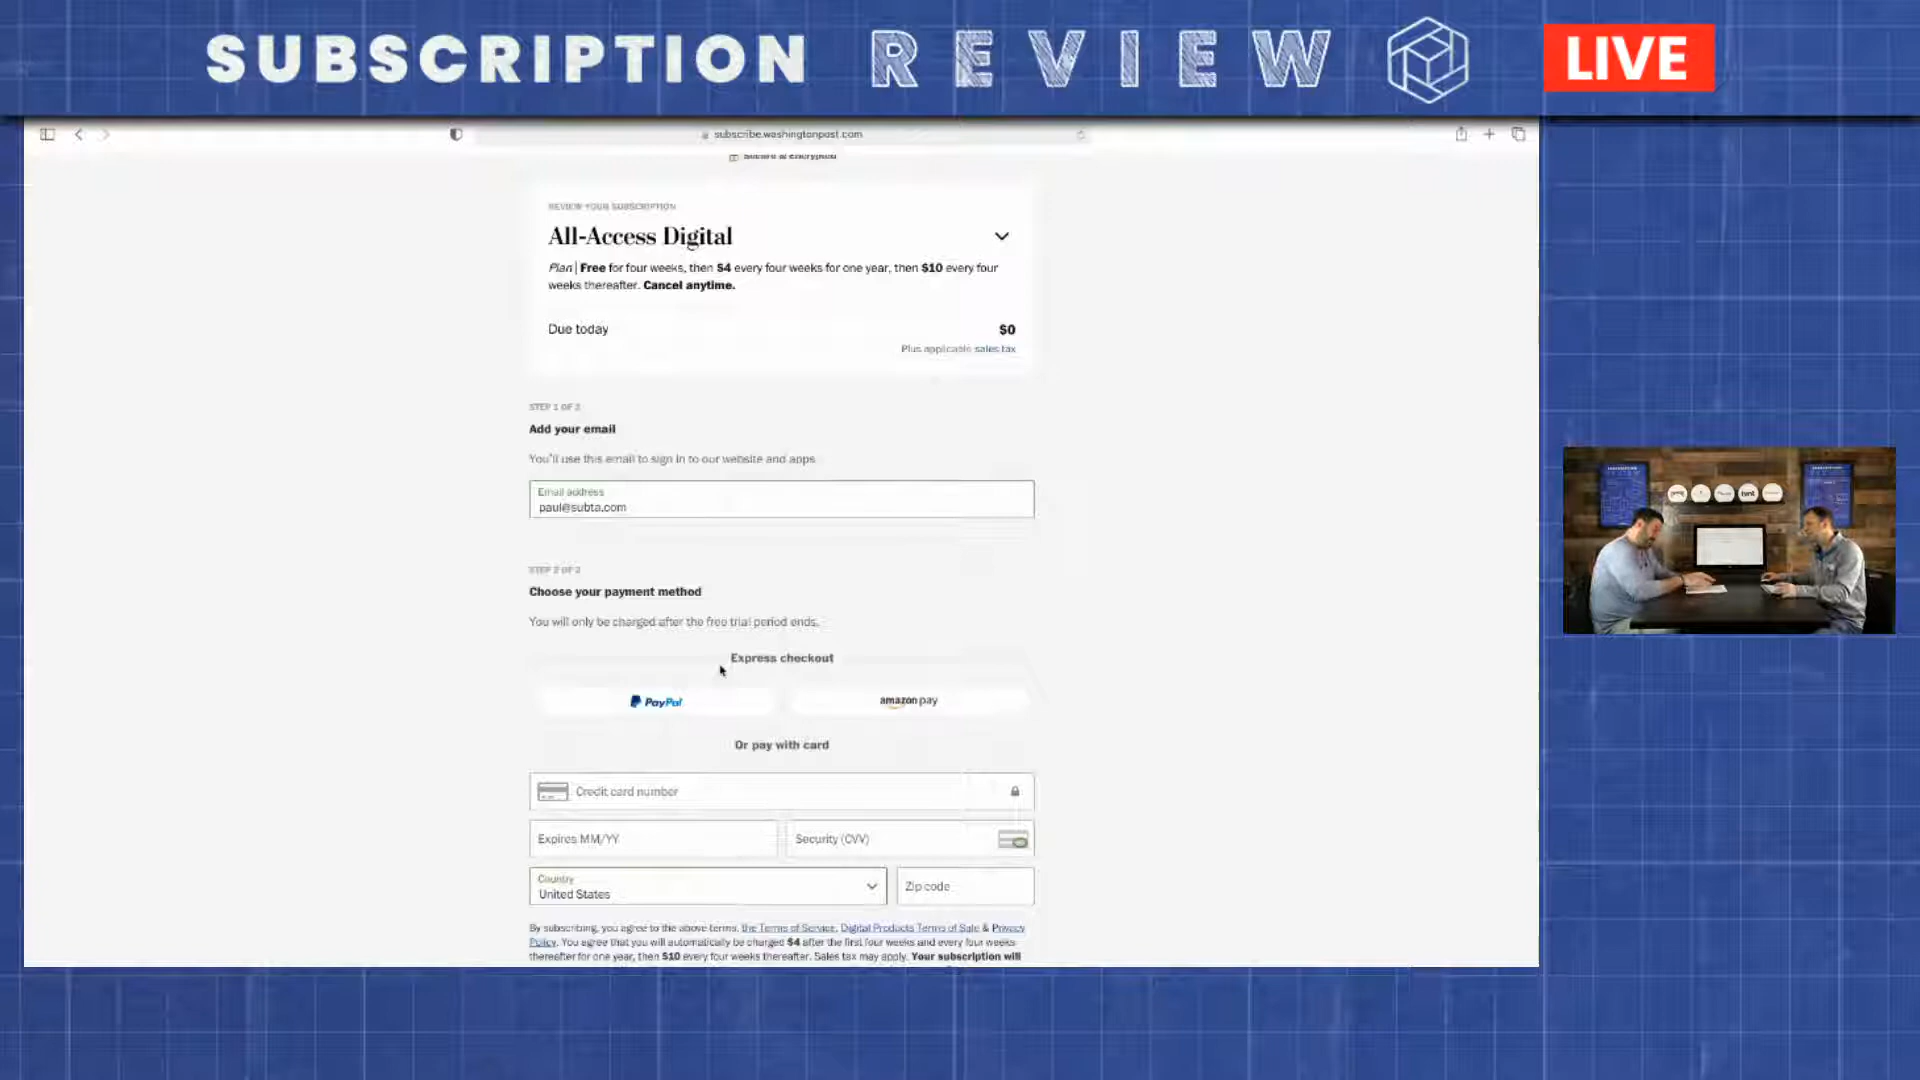 SUBSCRIPTION REVIEW LIVE
subscribe.washingtonpost.com
Secure & Encrypted
REVIEW YOUR SUBSCRIPTION
All-Access Digital
Plan | Free for four weeks, then $4 every four weeks for one year, then $10 every four
weeks thereafter. Cancel anytime.
Due today $0
Plus applicable sales tax
STEP 1 OF 2
Add your email
You'll use this email to sign in to our website and apps.
Email address
paul@subta.com
STEP 2 OF 2
Choose your payment method
You will only be charged after the free trial period ends.
Express checkout
PayPal amazon pay
Or pay with card
Credit card number
Expires MM/YY Security (CVV)
Country
United States Zip code
By subscribing, you agree to the above terms, the Terms of Service, Digital Products Terms of Sale & Privacy
Policy. You agree that you will automatically be charged $4 after the first four weeks and every four weeks
thereafter for one year, then $10 every four weeks thereafter. Sales tax may apply. Your subscription will